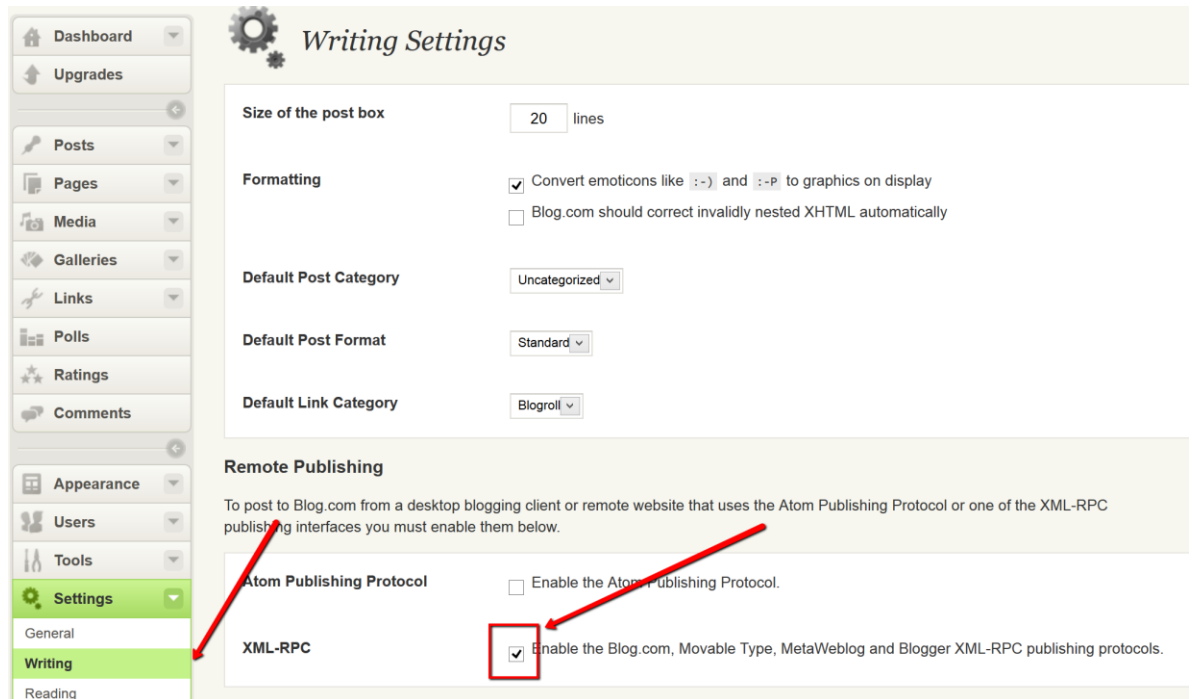 Dashboard
Upgrades
Posts
Pages
Media
Galleries
Links
Polls
Ratings
Comments
Appearance
Users
Tools
Settings
General
Writing
Reading
Writing Settings
Size of the post box 20 lines
Formatting Convert emoticons like :-) and :-P to graphics on display
Blog.com should correct invalidly nested XHTML automatically
Default Post Category Uncategorized
Default Post Format Standard
Default Link Category Blogroll
Remote Publishing
To post to Blog.com from a desktop blogging client or remote website that uses the Atom Publishing Protocol or one of the XML-RPC
publishing interfaces you must enable them below.
Atom Publishing Protocol Enable the Atom Publishing Protocol.
XML-RPC Enable the Blog.com, Movable Type, MetaWeblog and Blogger XML-RPC publishing protocols.